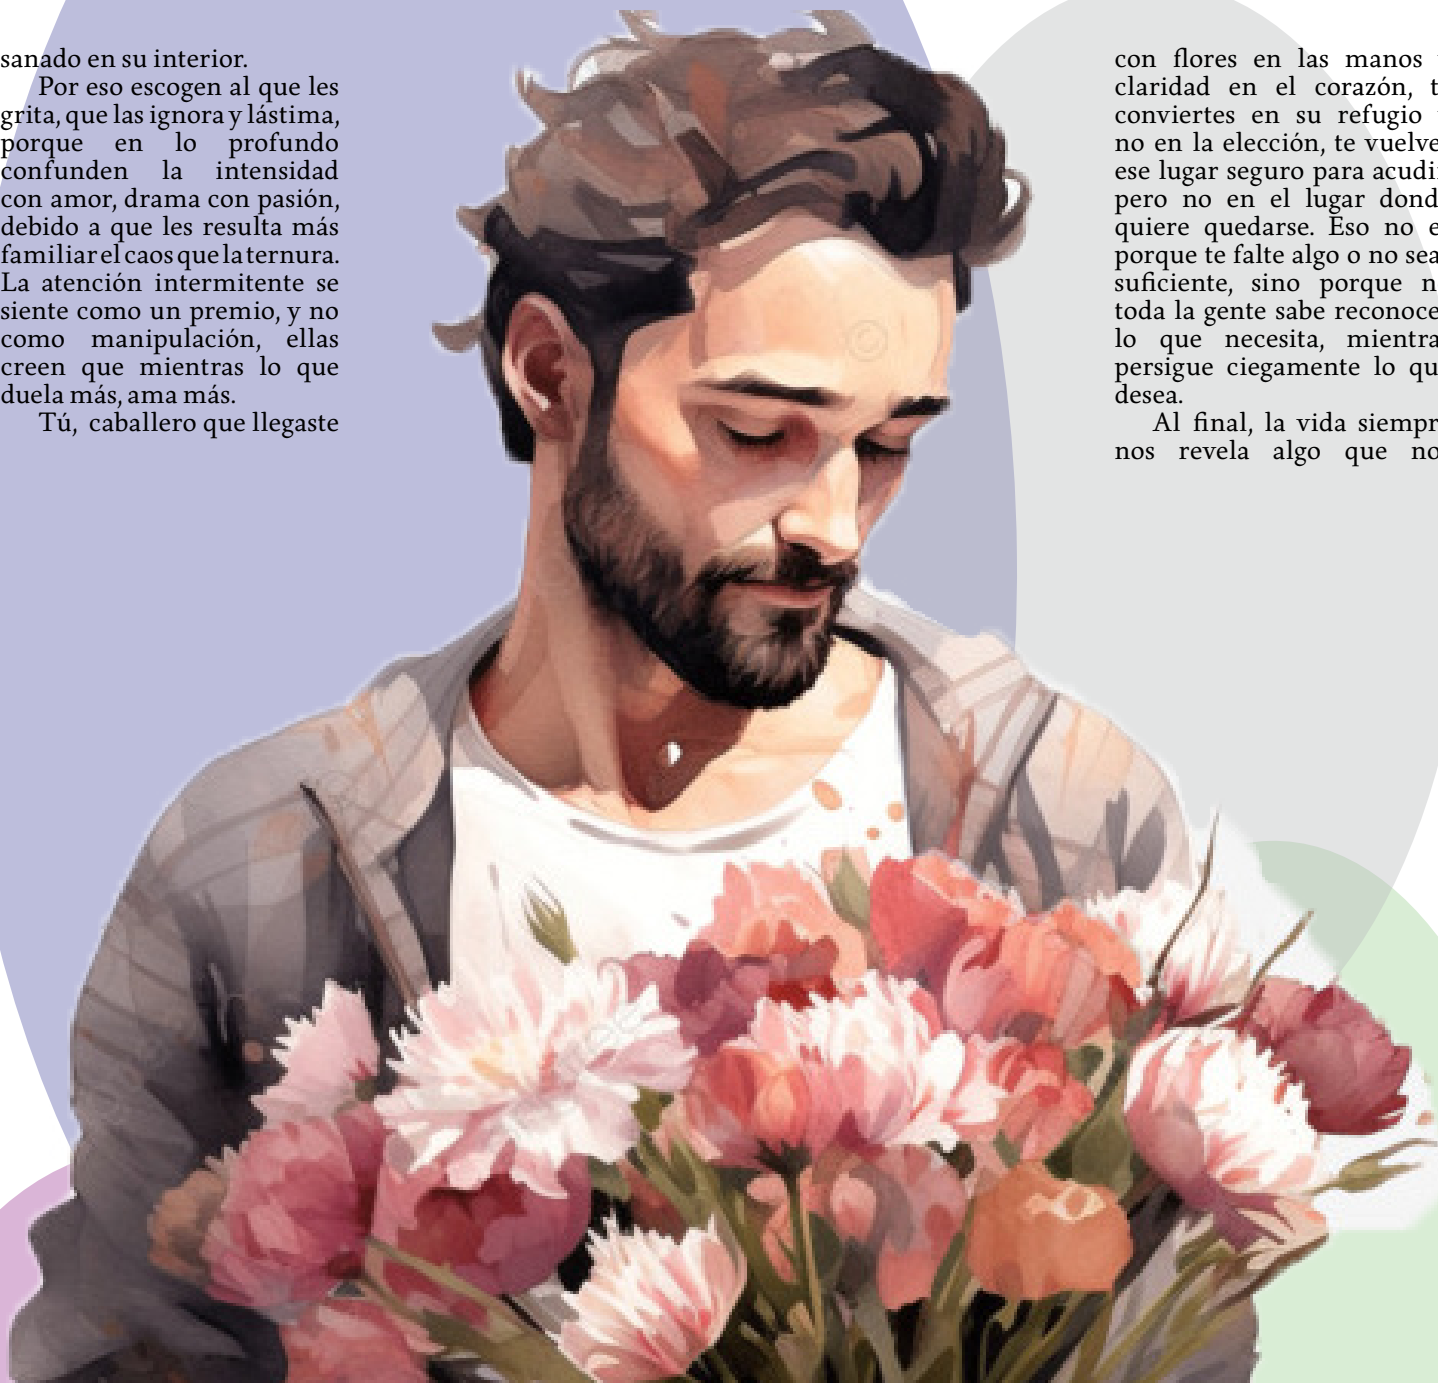 sanado en su interior.
Por eso escogen al que les
grita, que las ignora y lástima,
porque en lo profundo
confunden la intensidad
con amor, drama con pasión,
debido a que les resulta más
familiar el caos que la ternura.
La atención intermitente se
siente como un premio, y no
como manipulación, ellas
creen que mientras lo que
duela más, ama más.
Tú, caballero que llegaste
con flores en las manos
claridad en el corazón,
conviertes en su refugio
no en la elección, te
ese lugar seguro para
pero no en el lugar
quiere quedarse. Eso no
porque te falte algo o no
suficiente, sino porque
toda la gente sabe
lo que necesita,
persigue ciegamente lo
desea.
Al final, la vida
nos revela algo que